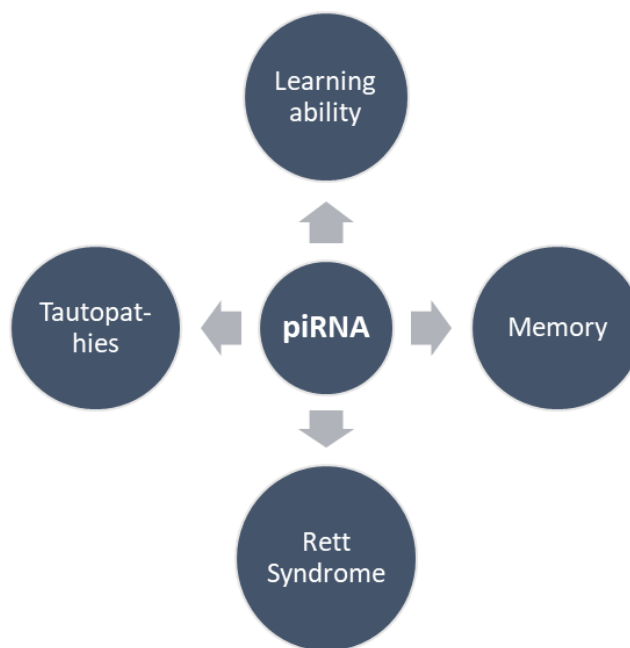 Learning
ability
Tautopat-
hies
piRNA
Memory
Rett
Syndrome